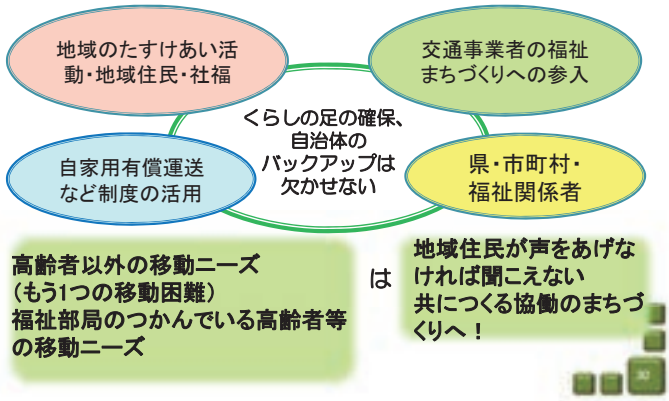 地域のたすけあい活
動・地域住民・社福
交通事業者の福祉
まちづくりへの参入
くらしの足の確保、
自治体の
バックアップは
欠かせない
自家用有償運送
など制度の活用
県・市町村・
福祉関係者
高齢者以外の移動ニーズ
（もう1つの移動困難）
福祉部局のつかんでいる高齢者等
の移動ニーズ
は
地域住民が声をあげな
ければ聞こえない
共につくる協働のまちづ
くりへ！